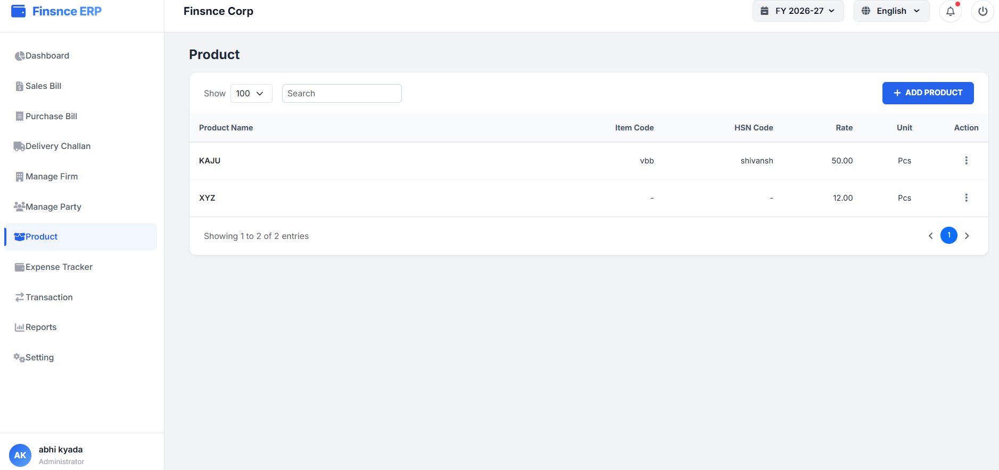 Finsnce ERP
Finsnce Corp
FY 2026-27
English
Dashboard
Sales Bill
Purchase Bill
Delivery Challan
Manage Firm
Manage Party
Product
Expense Tracker
Transaction
Reports
Setting
AK
abhi kyada
Administrator
Product
Show 100 Search
+ ADD PRODUCT
Product Name Item Code HSN Code Rate Unit Action
KAJU vbb shivansh 50.00 Pcs
XYZ - - 12.00 Pcs
Showing 1 to 2 of 2 entries
1